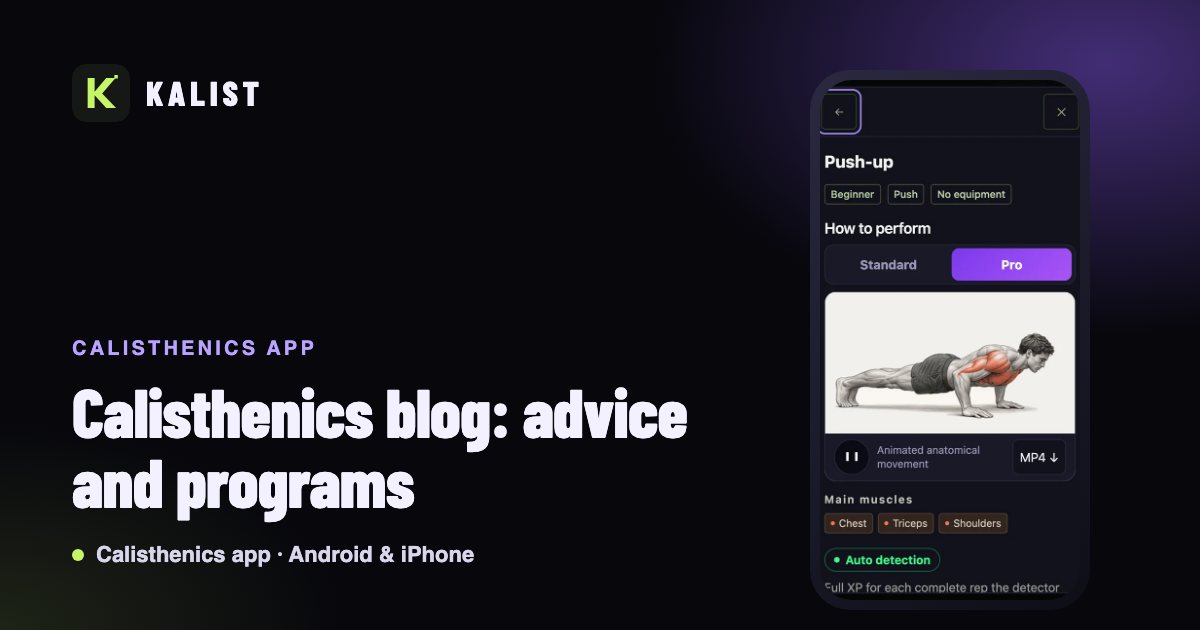 KALIST
CALISTHENICS APP
Calisthenics blog: advice
and programs
Calisthenics app · Android & iPhone
Push-up
Beginner
Push
No equipment
How to perform
Standard
Pro
Animated anatomical
movement
MP4 ↓
Main muscles
Chest
Triceps
Shoulders
Auto detection
Full XP for each complete rep the detector